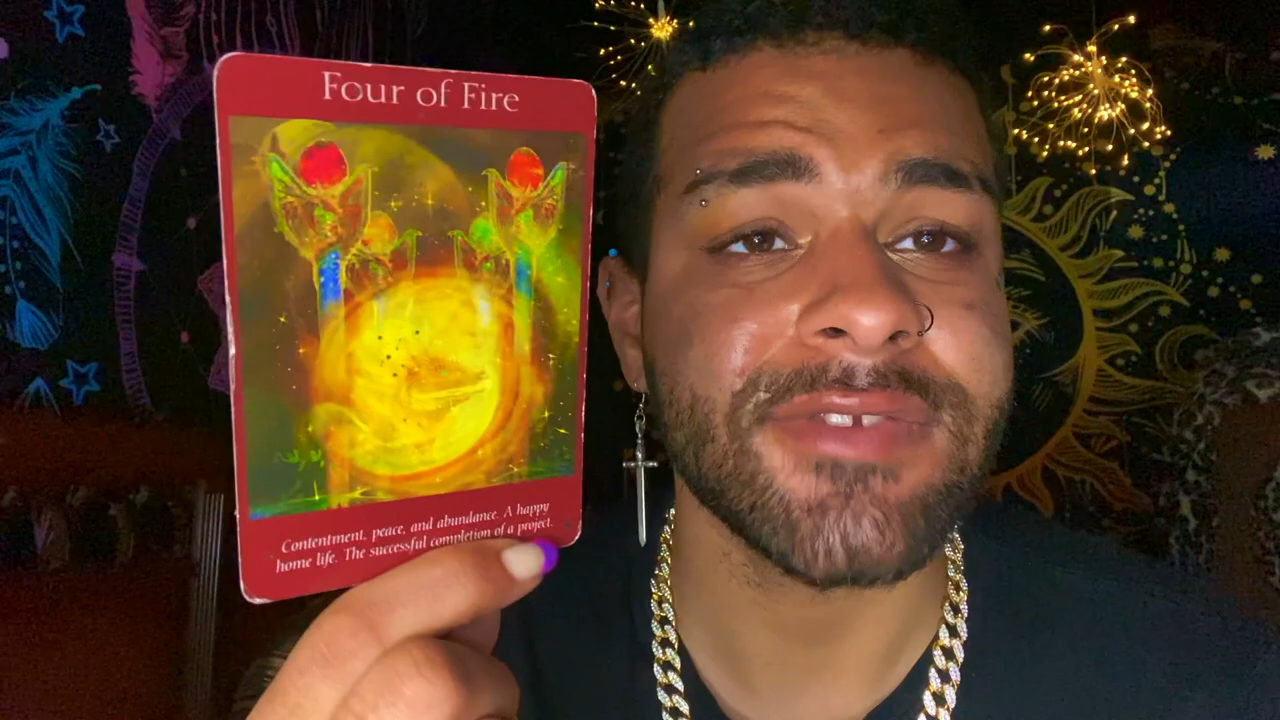 Four of Fire
Contentment, peace, and abundance. A happy
home life. The successful completion of a project.